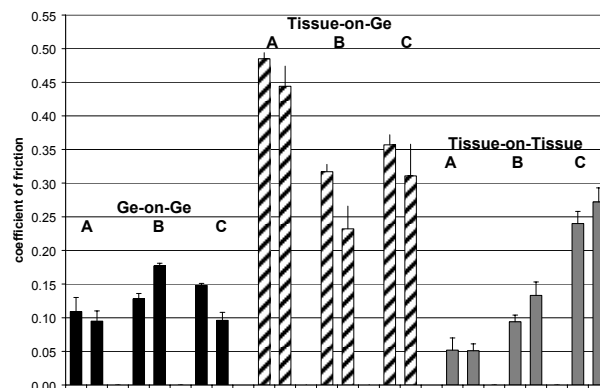 0.55
Tissue-on-Ge
0.50
A B C
0.45
0.40
0.35
Tissue-on-Tissue
A B C
0.30
Ge-on-Ge
0.25
A B C
0.20
0.15
0.10
0.05
0.00
coefficient of friction